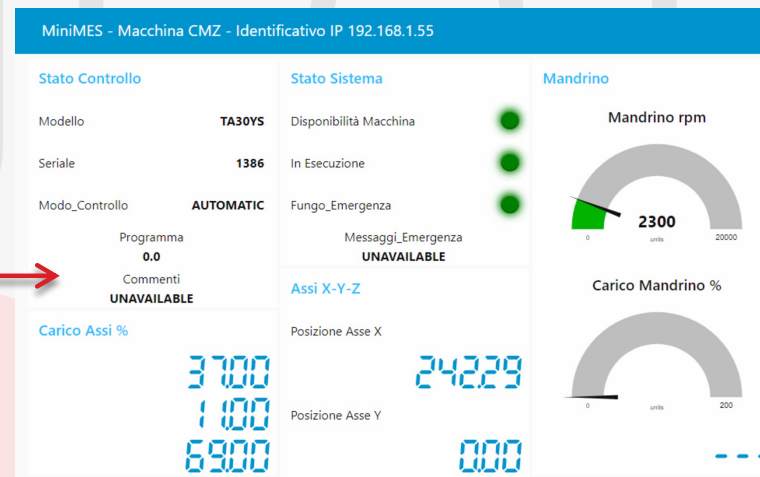 MiniMES - Macchina CMZ - Identificativo IP 192.168.1.55
Stato Controllo
Modello TA30YS
Seriale 1386
Modo_Controllo AUTOMATIC
Programma
0.0
Commenti
UNAVAILABLE
Carico Assi %
37.00
11.00
69.00
Stato Sistema
Disponibilità Macchina
In Esecuzione
Fungo_Emergenza
Messaggi_Emergenza
UNAVAILABLE
Assi X-Y-Z
Posizione Asse X
242.29
Posizione Asse Y
0.00
Mandrino
Mandrino rpm
2300
0 units 20000
Carico Mandrino %
0 units 200
---